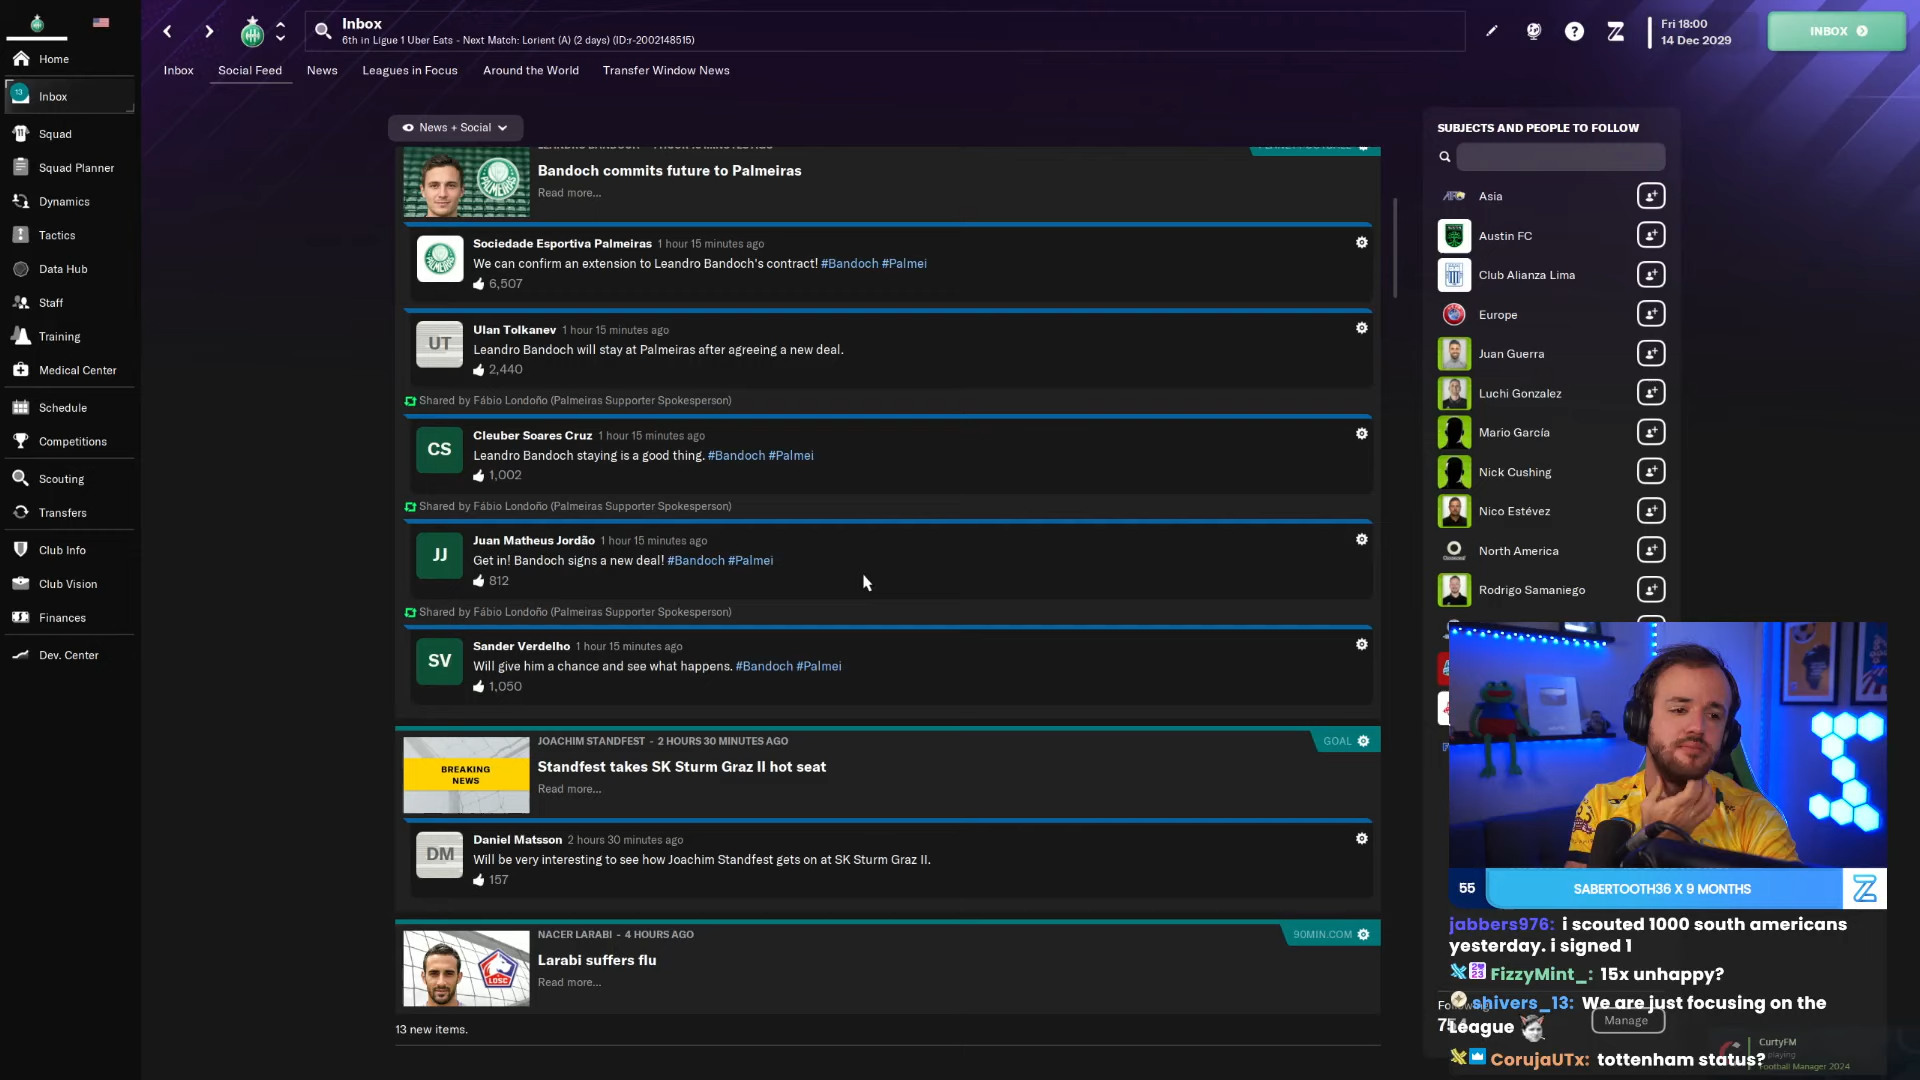 Inbox
6th in Ligue 1 Uber Eats - Next Match: Lorient (A) (2 days) (ID:r-2002148515)
Fri 18:00
14 Dec 2029
INBOX
Home
13
Inbox
Squad
Squad Planner
Dynamics
Tactics
Data Hub
Staff
Training
Medical Center
Schedule
Competitions
Scouting
Transfers
Club Info
Club Vision
Finances
Dev. Center
Inbox
Social Feed
News
Leagues in Focus
Around the World
Transfer Window News
News + Social
Bandoch commits future to Palmeiras
Read more...
Sociedade Esportiva Palmeiras 1 hour 15 minutes ago
We can confirm an extension to Leandro Bandoch's contract! #Bandoch #Palmei
6,507
UT
Ulan Tolkanev 1 hour 15 minutes ago
Leandro Bandoch will stay at Palmeiras after agreeing a new deal.
2,440
Shared by Fábio Londoño (Palmeiras Supporter Spokesperson)
CS
Cleuber Soares Cruz 1 hour 15 minutes ago
Leandro Bandoch staying is a good thing. #Bandoch #Palmei
1,002
Shared by Fábio Londoño (Palmeiras Supporter Spokesperson)
JJ
Juan Matheus Jordão 1 hour 15 minutes ago
Get in! Bandoch signs a new deal! #Bandoch #Palmei
812
Shared by Fábio Londoño (Palmeiras Supporter Spokesperson)
SV
Sander Verdelho 1 hour 15 minutes ago
Will give him a chance and see what happens. #Bandoch #Palmei
1,050
BREAKING
NEWS
JOACHIM STANDFEST - 2 HOURS 30 MINUTES AGO
GOAL
Standfest takes SK Sturm Graz II hot seat
Read more...
DM
Daniel Matsson 2 hours 30 minutes ago
Will be very interesting to see how Joachim Standfest gets on at SK Sturm Graz II.
157
NACER LARABI - 4 HOURS AGO
90MIN.COM
Larabi suffers flu
Read more...
13 new items.
SUBJECTS AND PEOPLE TO FOLLOW
Asia
Austin FC
Club Alianza Lima
Europe
Juan Guerra
Luchi Gonzalez
Mario García
Nick Cushing
Nico Estévez
North America
Rodrigo Samaniego
55
SABERTOOTH36 X 9 MONTHS
jabbers976: i scouted 1000 south americans
yesterday. i signed 1
FizzyMint_: 15x unhappy?
shivers_13: We are just focusing on the
League
Manage
CorujaUTx: tottenham status?
CurtyFM
playing
Football Manager 2024